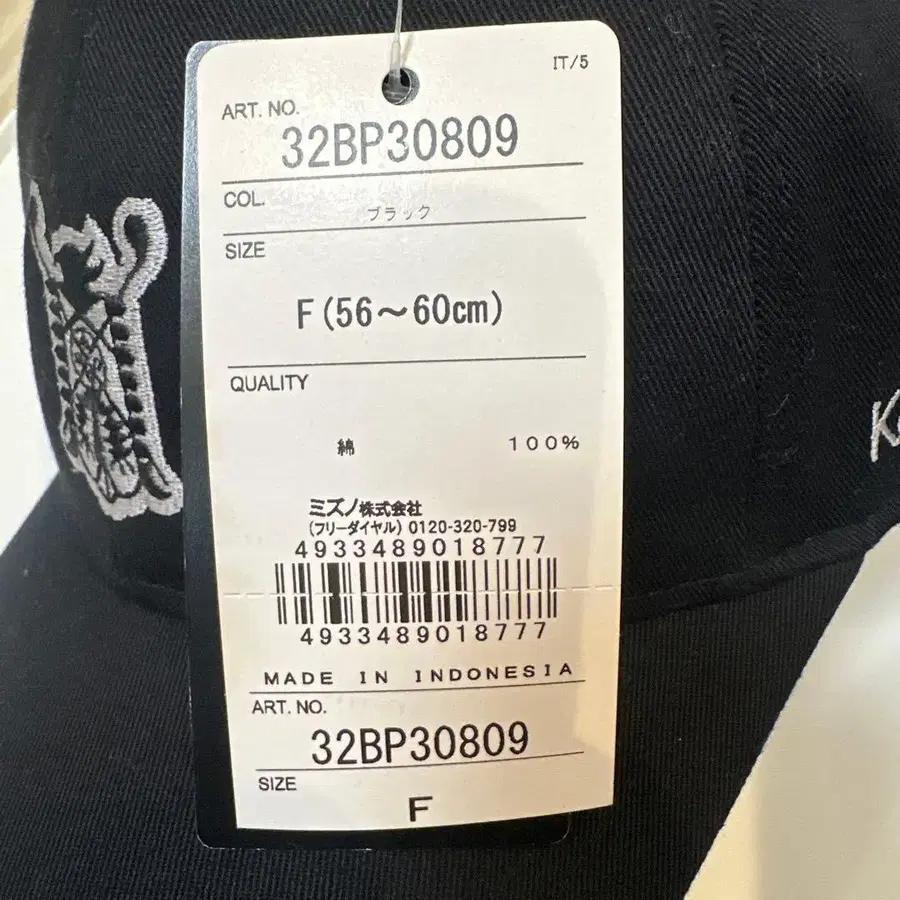 IT/5
ART. NO.
32BP30809
COL.
ブラック
SIZE
F(56〜60cm)
QUALITY
綿 100%
ミズノ株式会社
(フリーダイヤル) 0120-320-799
4933489018777
4933489018777
MADE IN INDONESIA
ART. NO.
32BP30809
SIZE
F